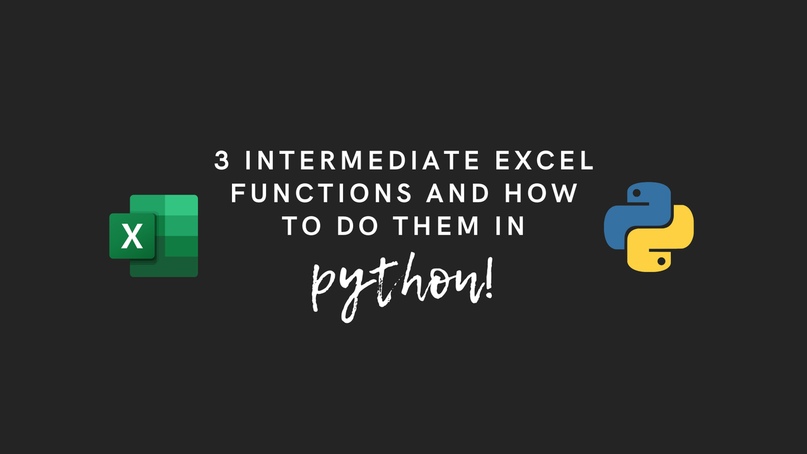 3 INTERMEDIATE EXCEL
FUNCTIONS AND HOW
TO DO THEM IN
python!
X